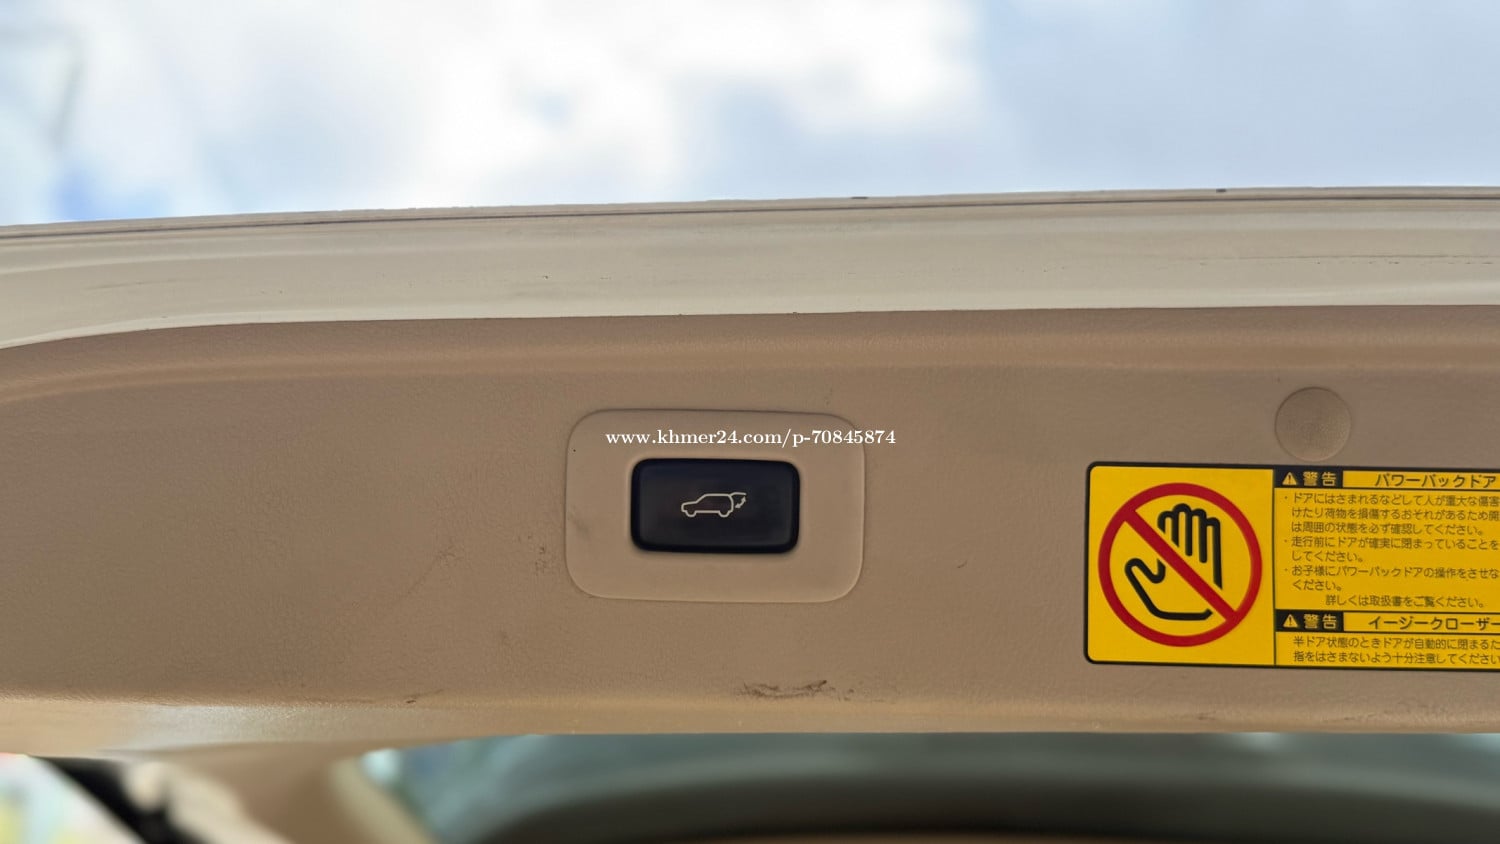 www.khmer24.com/p-70845874
警告 パワーバックドア
・ドアにはさまれるなどして人が重大な傷害
けたり荷物を損傷するおそれがあるため開
は周囲の状態を必ず確認してください。
・走行前にドアが確実に閉まっていることを
してください。
・お子様にパワーバックドアの操作をさせな
ください。
詳しくは取扱書をご覧ください。
警告 イージークローザー
半ドア状態のときドアが自動的に閉まるた
指をはさまないよう十分注意してください